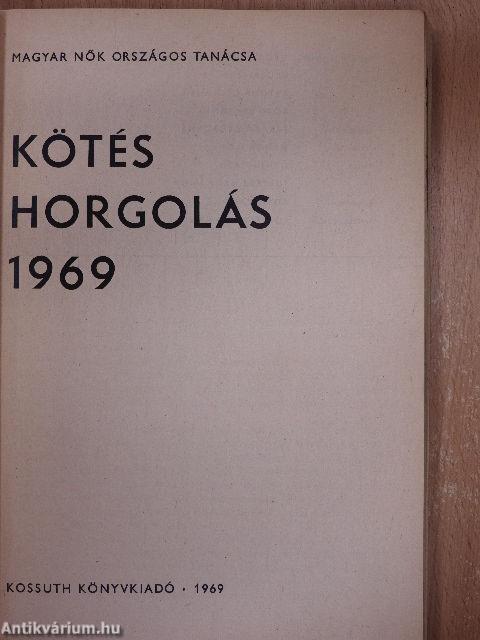 MAGYAR NŐK ORSZÁGOS TANÁCSA
KÖTÉS
HORGOLÁS
1969
KOSSUTH KÖNYVKIADÓ · 1969
Antikvárium.hu